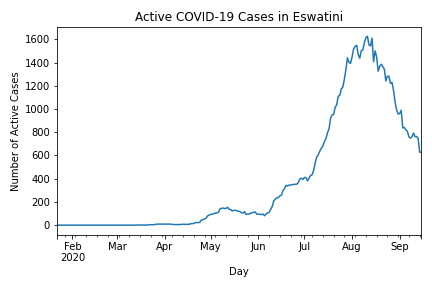 Active COVID-19 Cases in Eswatini
Number of Active Cases
1600
1400
1200
1000
800
600
400
200
0
Feb Mar Apr May Jun Jul Aug Sep
2020
Day